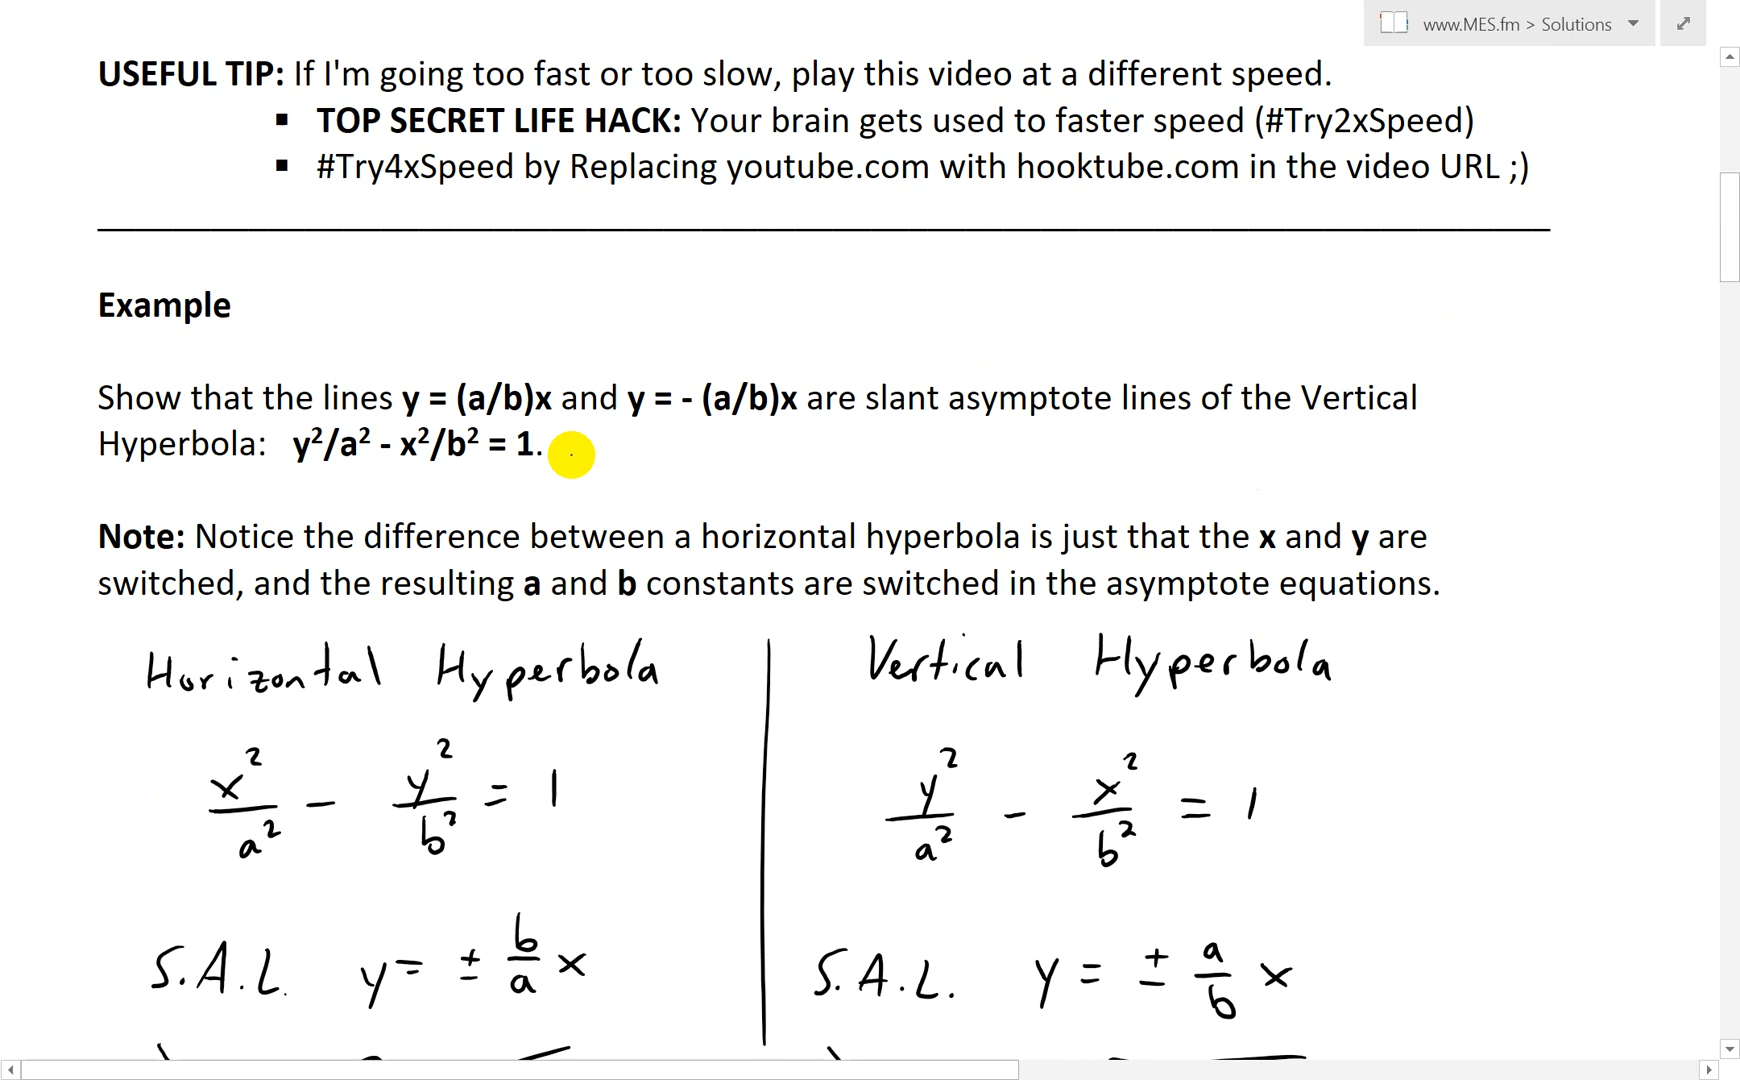 www.MES.fm > Solutions
USEFUL TIP: If I'm going too fast or too slow, play this video at a different speed.
▪ TOP SECRET LIFE HACK: Your brain gets used to faster speed (#Try2xSpeed)
▪ #Try4xSpeed by Replacing youtube.com with hooktube.com in the video URL ;)
Example
Show that the lines y = (a/b)x and y = - (a/b)x are slant asymptote lines of the Vertical
Hyperbola: y²/a² - x²/b² = 1.
Note: Notice the difference between a horizontal hyperbola is just that the x and y are
switched, and the resulting a and b constants are switched in the asymptote equations.
Horizontal Hyperbola
x²/a² - y²/b² = 1
S.A.L. y = ± b/a x
Vertical Hyperbola
y²/a² - x²/b² = 1
S.A.L. y = ± a/b x